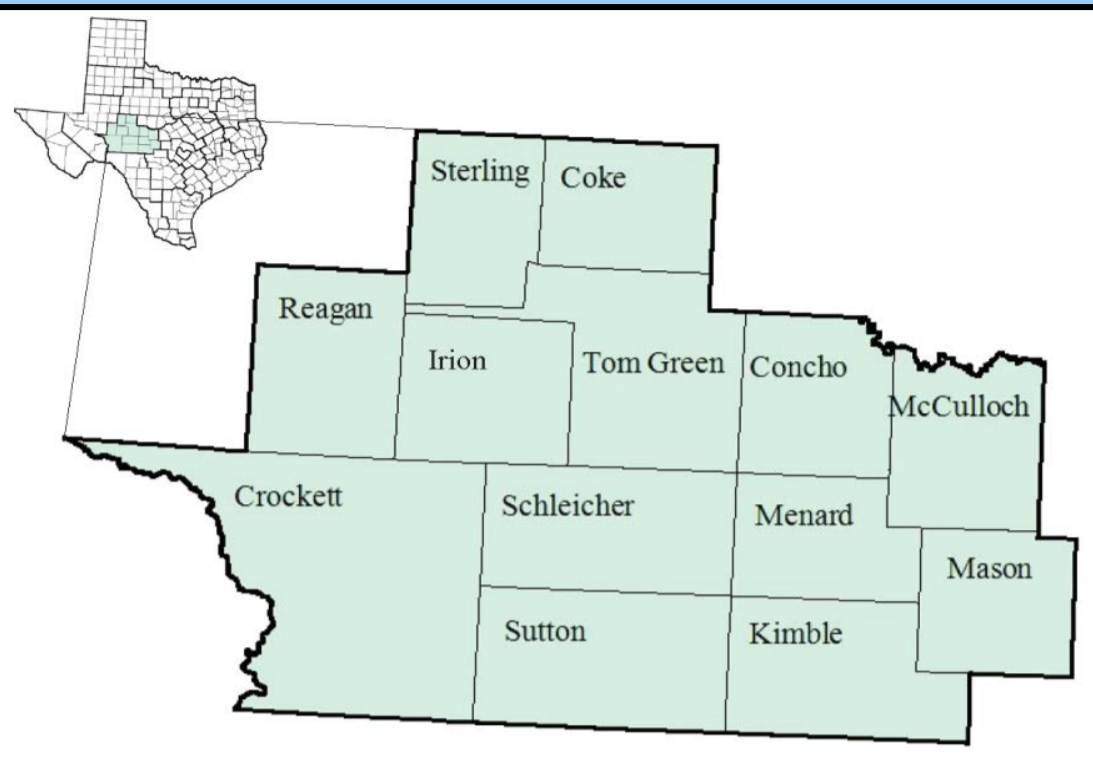 Sterling
Coke
Reagan
Irion
Tom Green
Concho
McCulloch
Crockett
Schleicher
Menard
Mason
Sutton
Kimble